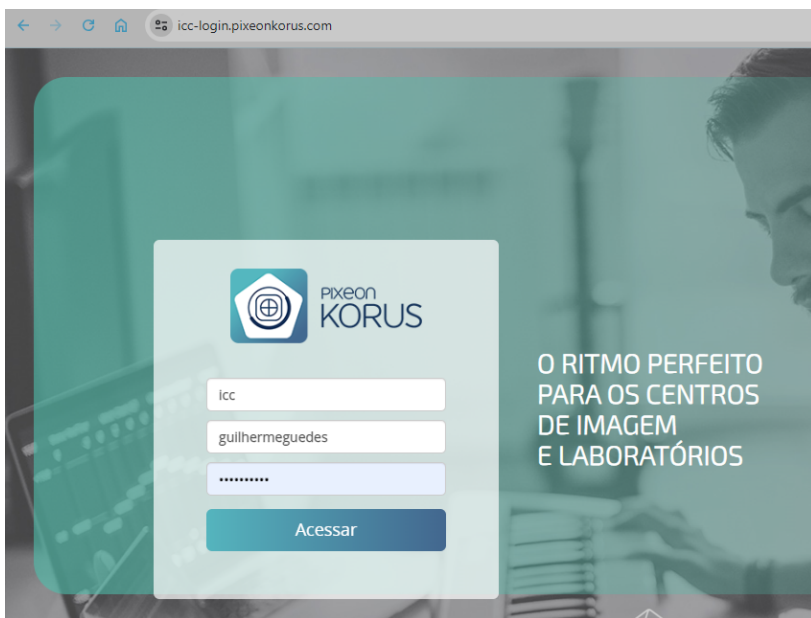 icc-login.pixeonkorus.com
pixeon
KORUS
icc
guilhermeguedes
••••••••••
Acessar
O RITMO PERFEITO
PARA OS CENTROS
DE IMAGEM
E LABORATÓRIOS